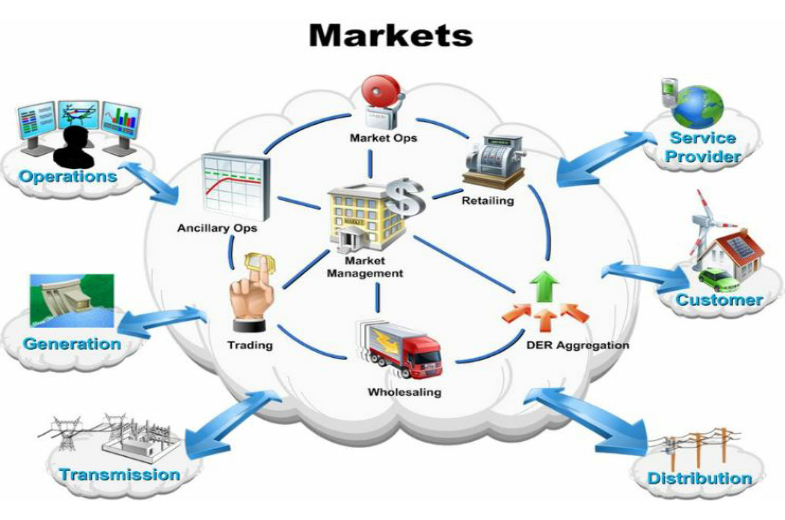 Markets
Market Ops
Service
Provider
Operations
Retailing
Ancillary Ops
MARKET
Market
Management
Customer
Generation
Trading
DER Aggregation
Wholesaling
Transmission
Distribution